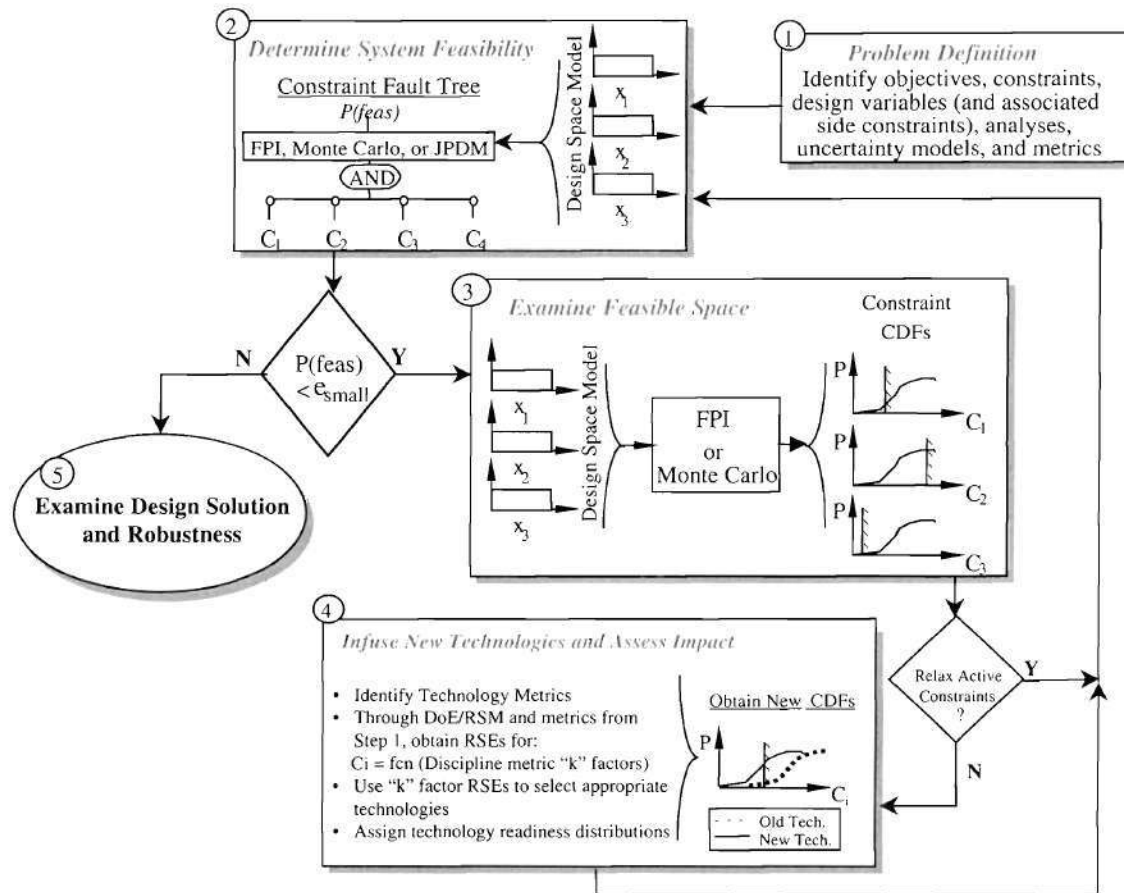 1
Problem Definition
Identify objectives, constraints,
design variables (and associated
side constraints), analyses,
uncertainty models, and metrics
2
Determine System Feasibility
Constraint Fault Tree
P(feas)
FPI, Monte Carlo, or JPDM
AND
C1 C2 C3 C4
Design Space Model
x1
x2
x3
P(feas)
< esmall
N
Y
3
Examine Feasible Space
x1
x2
x3
Design Space Model
FPI
or
Monte Carlo
Constraint
CDFs
P
C1
P
C2
P
C3
Relax Active
Constraints
?
Y
N
4
Infuse New Technologies and Assess Impact
• Identify Technology Metrics
• Through DoE/RSM and metrics from
Step 1, obtain RSEs for:
Ci = fcn (Discipline metric “k” factors)
• Use “k” factor RSEs to select appropriate
technologies
• Assign technology readiness distributions
Obtain New CDFs
P
Ci
Old Tech.
New Tech.
5
Examine Design Solution
and Robustness